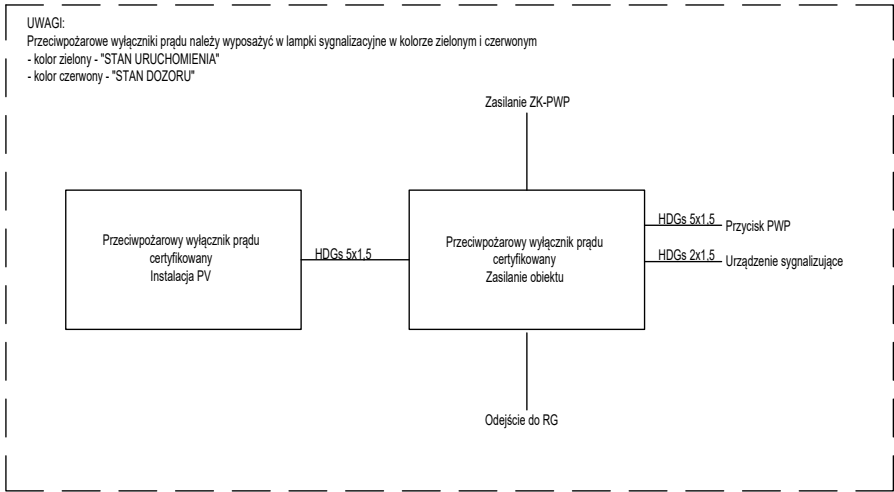 UWAGI:
Przeciwpożarowe wyłączniki prądu należy wyposażyć w lampki sygnalizacyjne w kolorze zielonym i czerwonym
- kolor zielony - "STAN URUCHOMIENIA"
- kolor czerwony - "STAN DOZORU"
Zasilanie ZK-PWP
Przeciwpożarowy wyłącznik prądu
certyfikowany
Instalacja PV
HDGs 5x1,5
Przeciwpożarowy wyłącznik prądu
certyfikowany
Zasilanie obiektu
HDGs 5x1,5
Przycisk PWP
HDGs 2x1,5
Urządzenie sygnalizujące
Odejście do RG